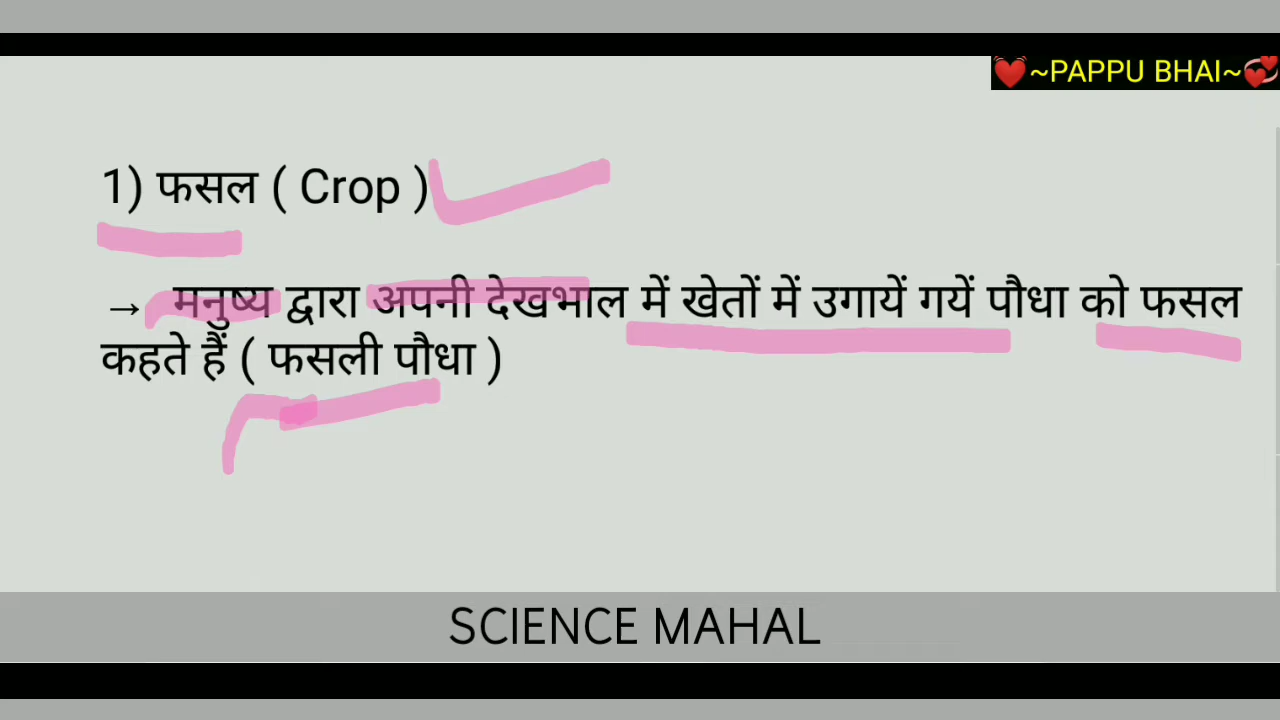 ❤️~PAPPU BHAI~💞
1) फसल ( Crop )
→ मनुष्य द्वारा अपनी देखभाल में खेतों में उगायें गयें पौधा को फसल
कहते हैं ( फसली पौधा )
SCIENCE MAHAL